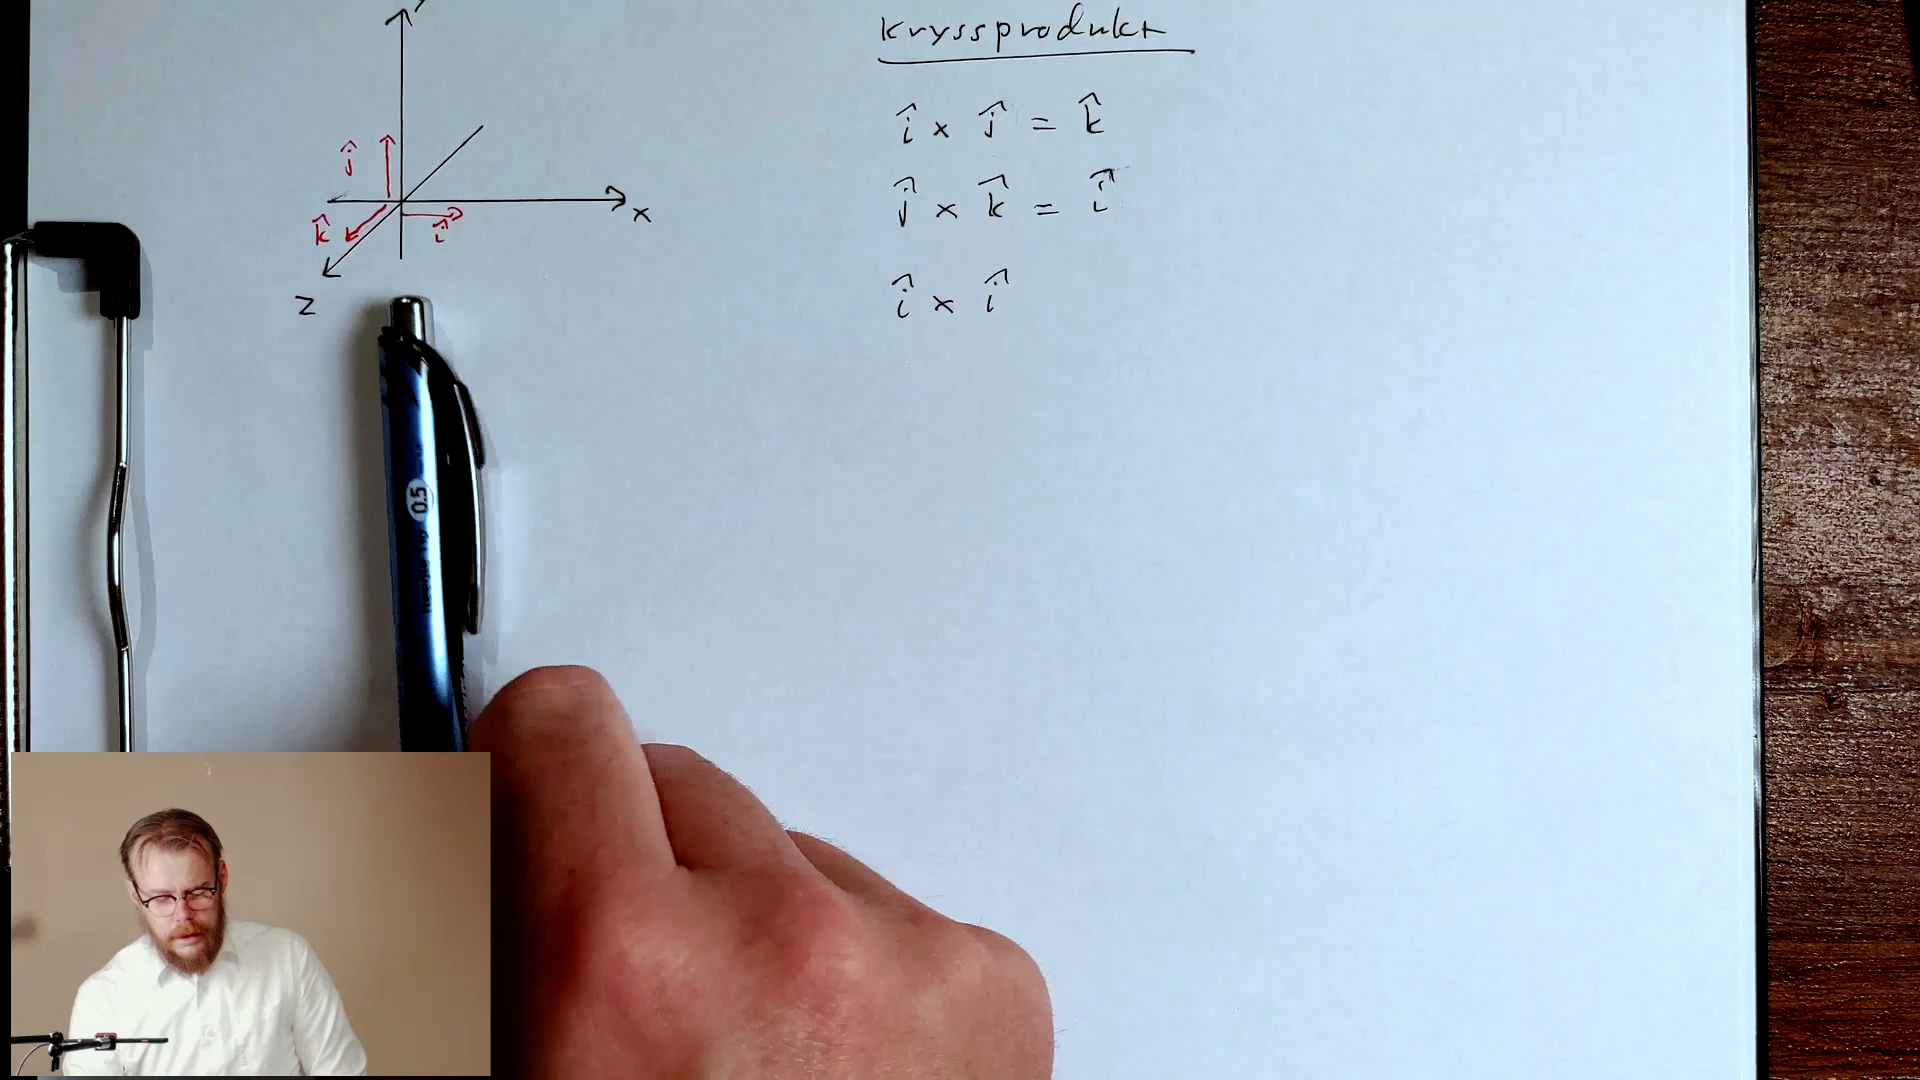 kryssprodukt
î × ĵ = k̂
ĵ × k̂ = î
î × î
ĵ
k̂
î
x
z
0.5